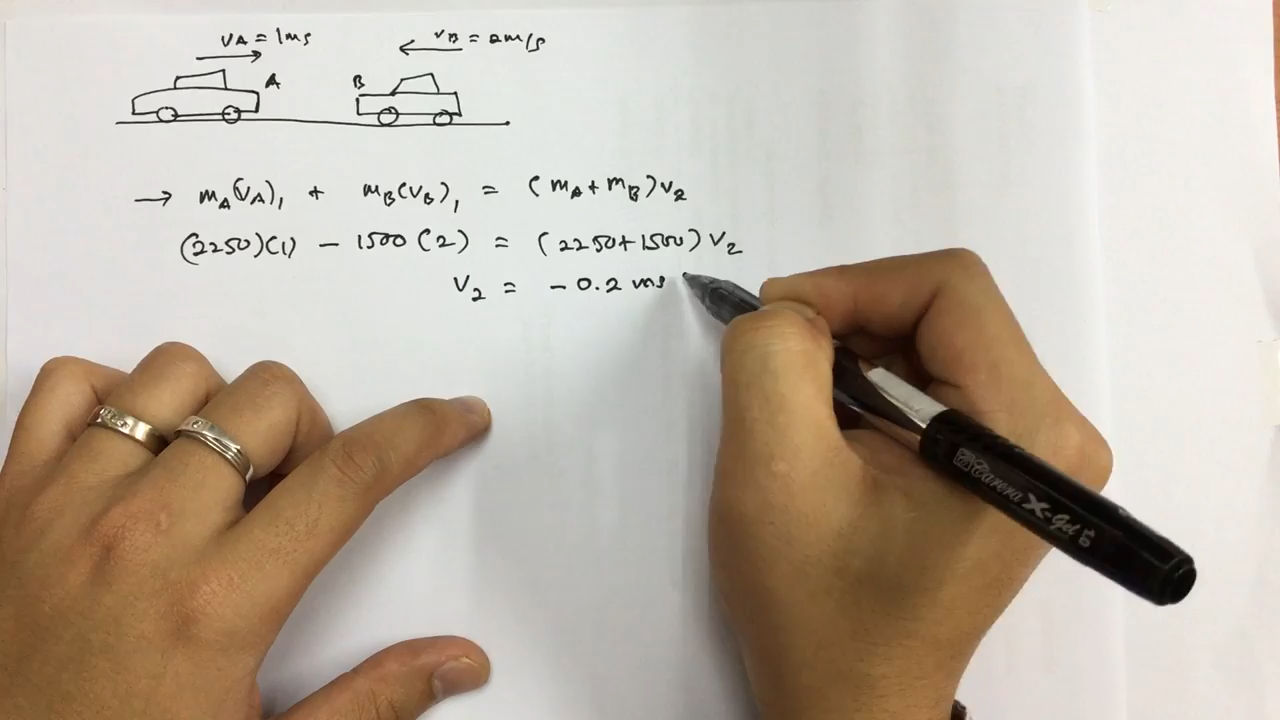 VA = 1ms
VB = 2m/s
A
B
→ mA(VA)₁ + mB(VB)₁ = (mA+mB)V₂
(2250)(1) - 1500(2) = (2250+1500)V₂
V₂ = -0.2 ms
Carera X-Gel 5